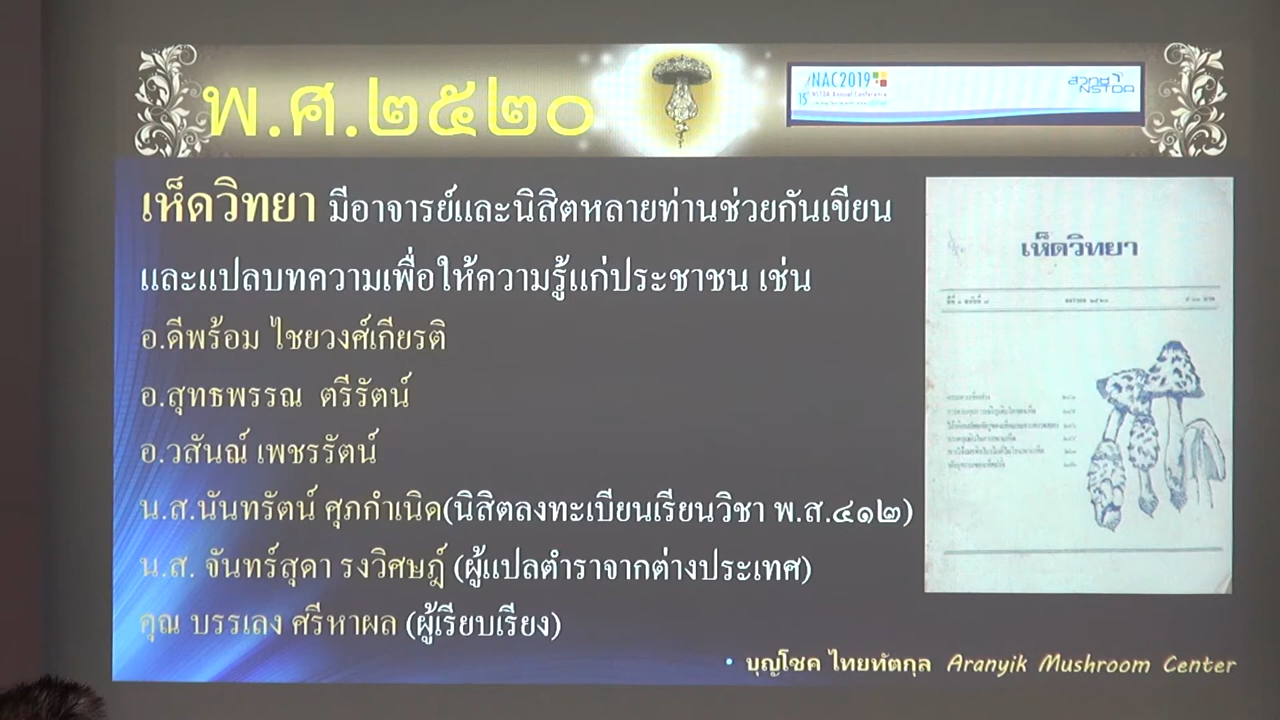 พ.ศ.๒๕๒๐
NAC2019
NSTDA Annual Conference
สวทช
NSTDA
เห็ดวิทยา มีอาจารย์และนิสิตหลายท่านช่วยกันเขียน
และแปลบทความเพื่อให้ความรู้แก่ประชาชน เช่น
อ.ดีพร้อม ไชยวงศ์เกียรติ
อ.สุทธพรรณ ตรีรัตน์
อ.วสันณ์ เพชรรัตน์
น.ส.นันทรัตน์ ศุภกำเนิด(นิสิตลงทะเบียนเรียนวิชา พ.ส.๔๑๒)
น.ส. จันทร์สุดา รงวิศษฎ์ (ผู้แปลตำราจากต่างประเทศ)
คุณ บรรเลง ศรีหาผล (ผู้เรียบเรียง)
เห็ดวิทยา
• บุญโชค ไทยทัตกุล Aranyik Mushroom Center